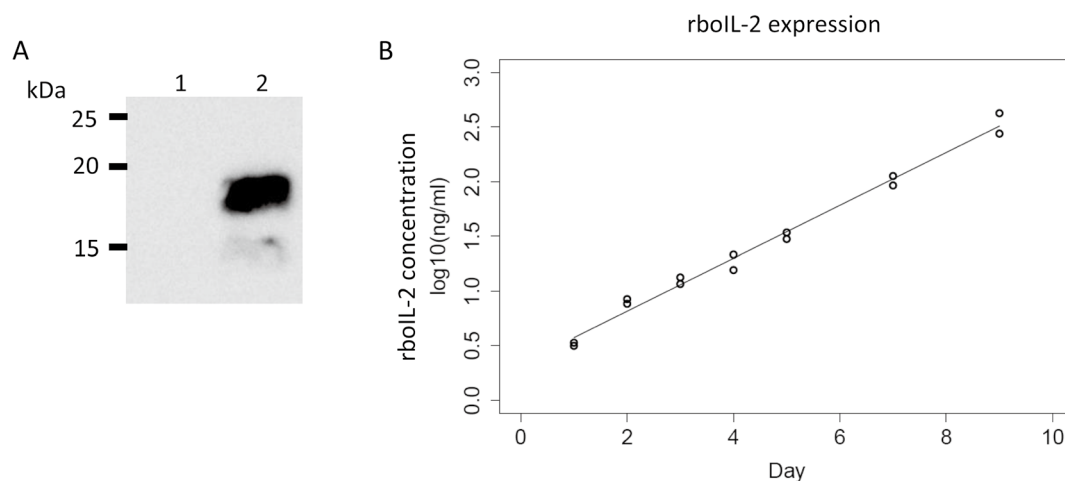 A
kDa
1 2
25
20
15
B
rboIL-2 expression
rboIL-2 concentration
log10(ng/ml)
3.0
2.5
2.0
1.5
1.0
0.5
0.0
0 2 4 6 8 10
Day